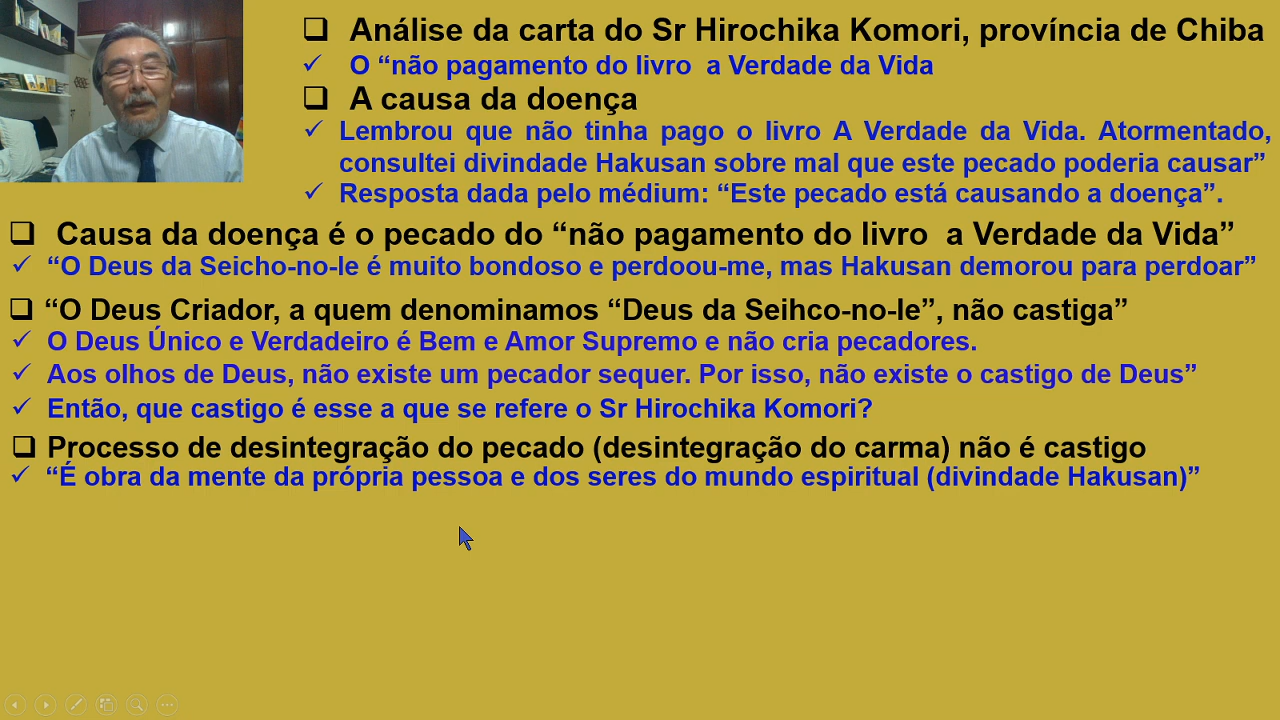 Análise da carta do Sr Hirochika Komori, província de Chiba
O “não pagamento do livro a Verdade da Vida
A causa da doença
Lembrou que não tinha pago o livro A Verdade da Vida. Atormentado,
consultei divindade Hakusan sobre mal que este pecado poderia causar”
Resposta dada pelo médium: “Este pecado está causando a doença”.
Causa da doença é o pecado do “não pagamento do livro a Verdade da Vida”
“O Deus da Seicho-no-Ie é muito bondoso e perdoou-me, mas Hakusan demorou para perdoar”
“O Deus Criador, a quem denominamos “Deus da Seihco-no-Ie”, não castiga”
O Deus Único e Verdadeiro é Bem e Amor Supremo e não cria pecadores.
Aos olhos de Deus, não existe um pecador sequer. Por isso, não existe o castigo de Deus”
Então, que castigo é esse a que se refere o Sr Hirochika Komori?
Processo de desintegração do pecado (desintegração do carma) não é castigo
“É obra da mente da própria pessoa e dos seres do mundo espiritual (divindade Hakusan)”